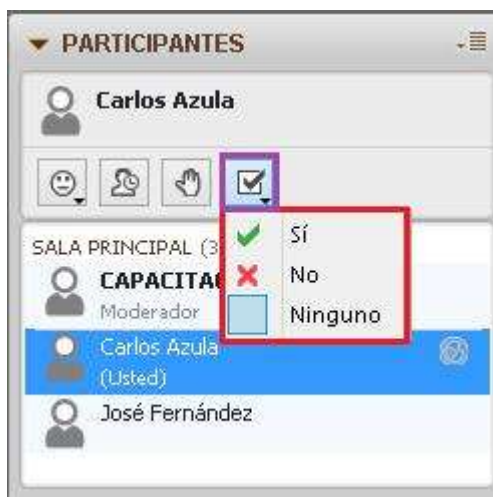 PARTICIPANTES
Carlos Azula
SALA PRINCIPAL (3
Sí
CAPACITA
No
Moderador
Ninguno
Carlos Azula
(Usted)
José Fernández